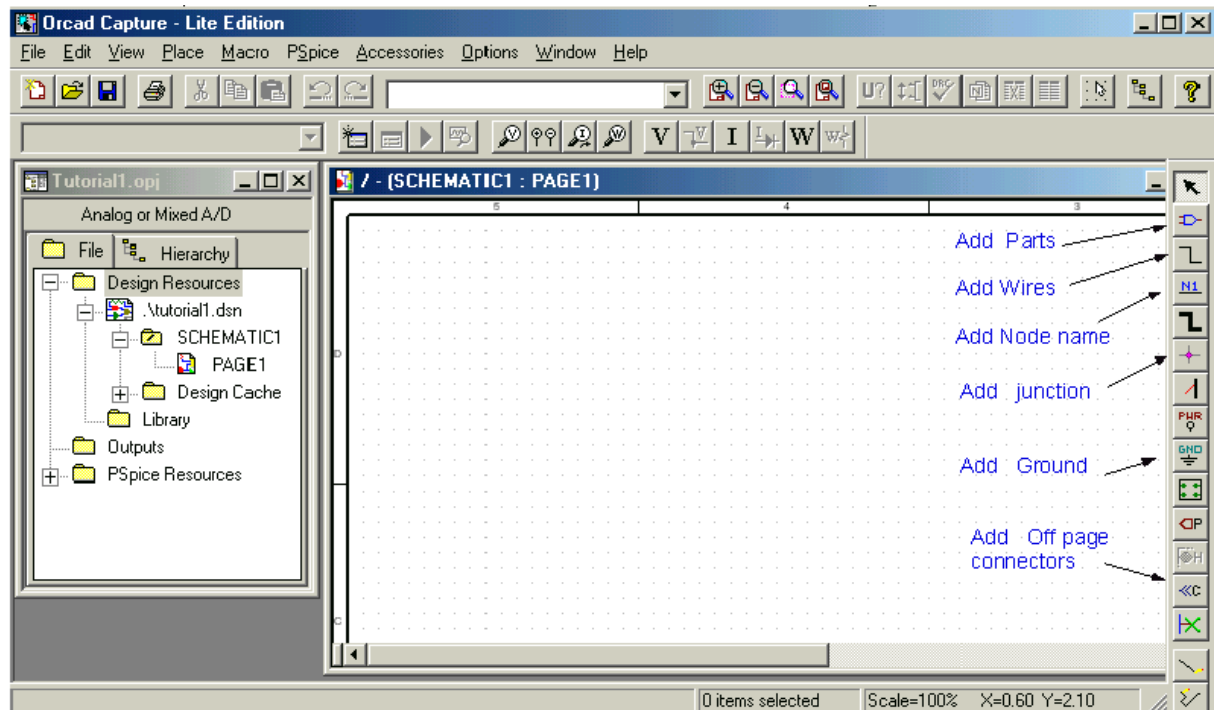 Orcad Capture - Lite Edition
File Edit View Place Macro PSpice Accessories Options Window Help
U? DRC
V I W V I I W W
Tutorial1.opj
Analog or Mixed A/D
File Hierarchy
Design Resources
.\tutorial1.dsn
SCHEMATIC1
PAGE1
Design Cache
Library
Outputs
PSpice Resources
/ - (SCHEMATIC1 : PAGE1)
5 4 3
D
C
Add Parts
Add Wires
Add Node name
Add junction
Add Ground
Add Off page
connectors
N1
PWR
GND
P
H
C
0 items selected Scale=100% X=0.60 Y=2.10